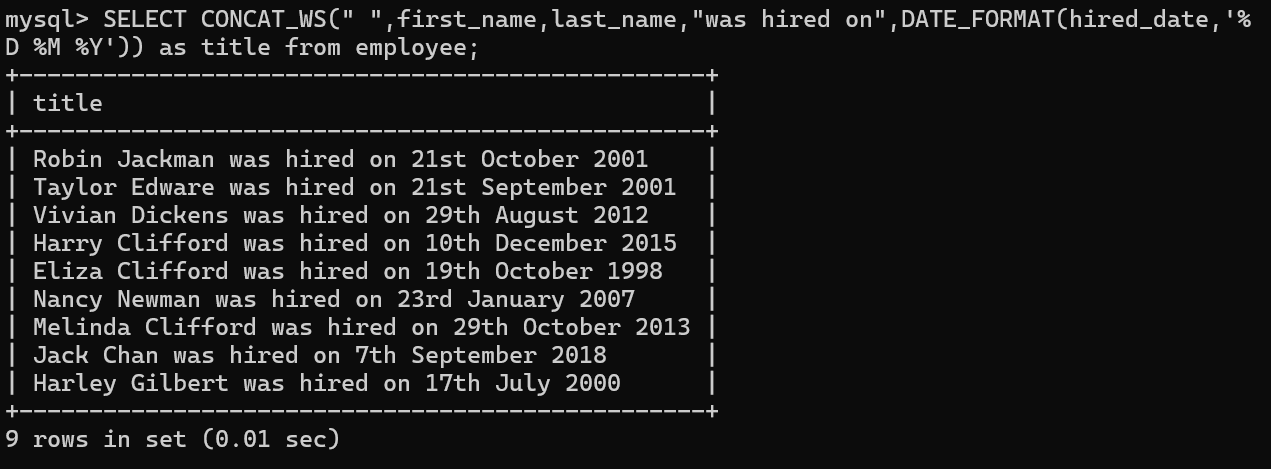 mysql> SELECT CONCAT_WS(" ",first_name,last_name,"was hired on",DATE_FORMAT(hired_date,'%
D %M %Y')) as title from employee;
+-------------------------------------------------+
| title                                           |
+-------------------------------------------------+
| Robin Jackman was hired on 21st October 2001    |
| Taylor Edware was hired on 21st September 2001  |
| Vivian Dickens was hired on 29th August 2012    |
| Harry Clifford was hired on 10th December 2015  |
| Eliza Clifford was hired on 19th October 1998   |
| Nancy Newman was hired on 23rd January 2007     |
| Melinda Clifford was hired on 29th October 2013 |
| Jack Chan was hired on 7th September 2018       |
| Harley Gilbert was hired on 17th July 2000      |
+-------------------------------------------------+
9 rows in set (0.01 sec)